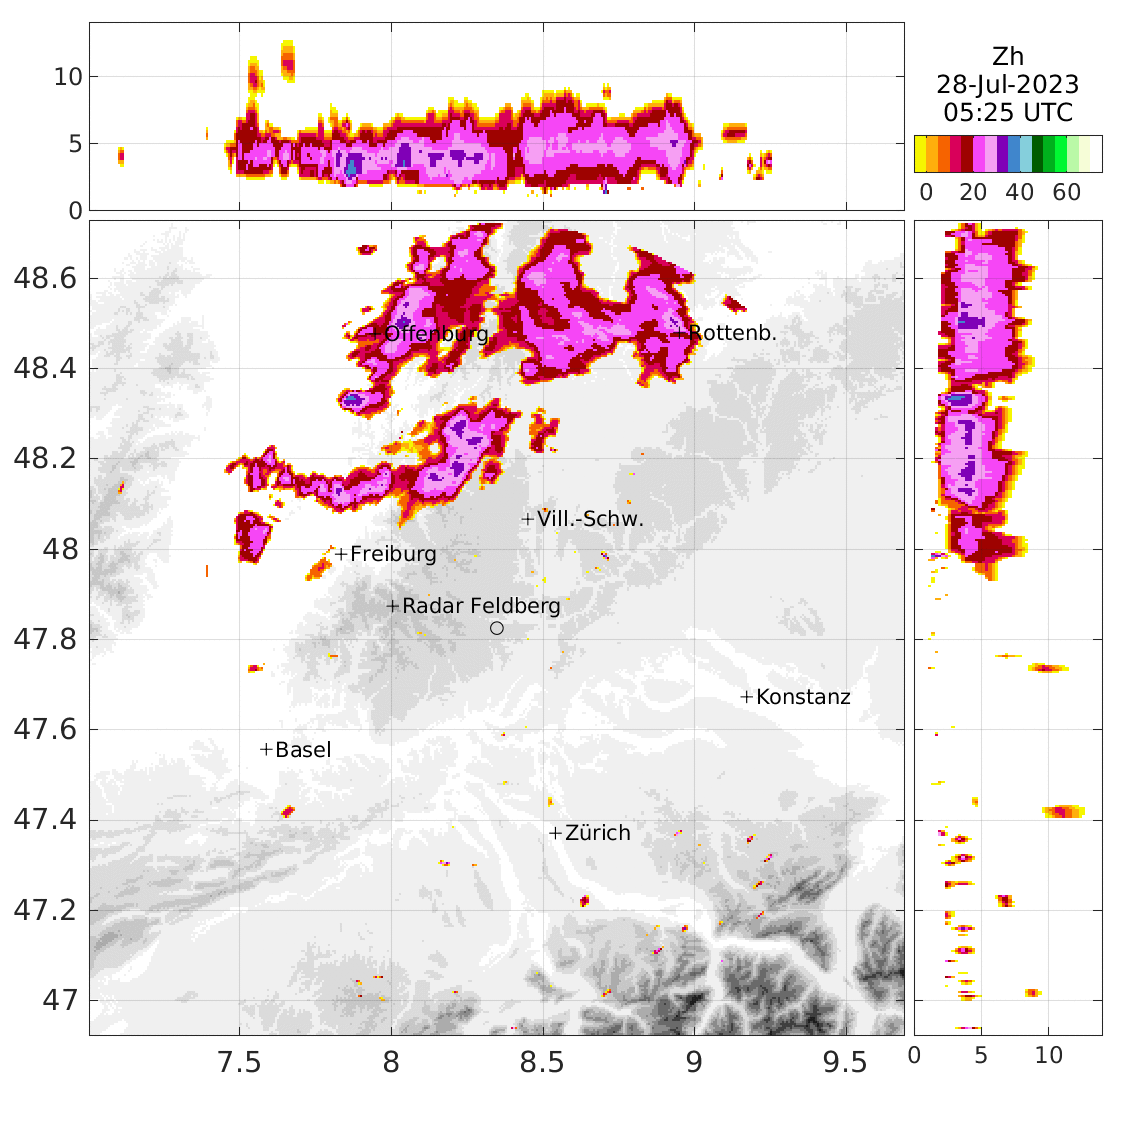 10
5
0
Zh
28-Jul-2023
05:25 UTC
0 20 40 60
48.6
48.4
48.2
48
47.8
47.6
47.4
47.2
47
Offenburg
Rottenb.
Vill.-Schw.
Freiburg
Radar Feldberg
Konstanz
Basel
Zürich
7.5 8 8.5 9 9.5
0 5 10